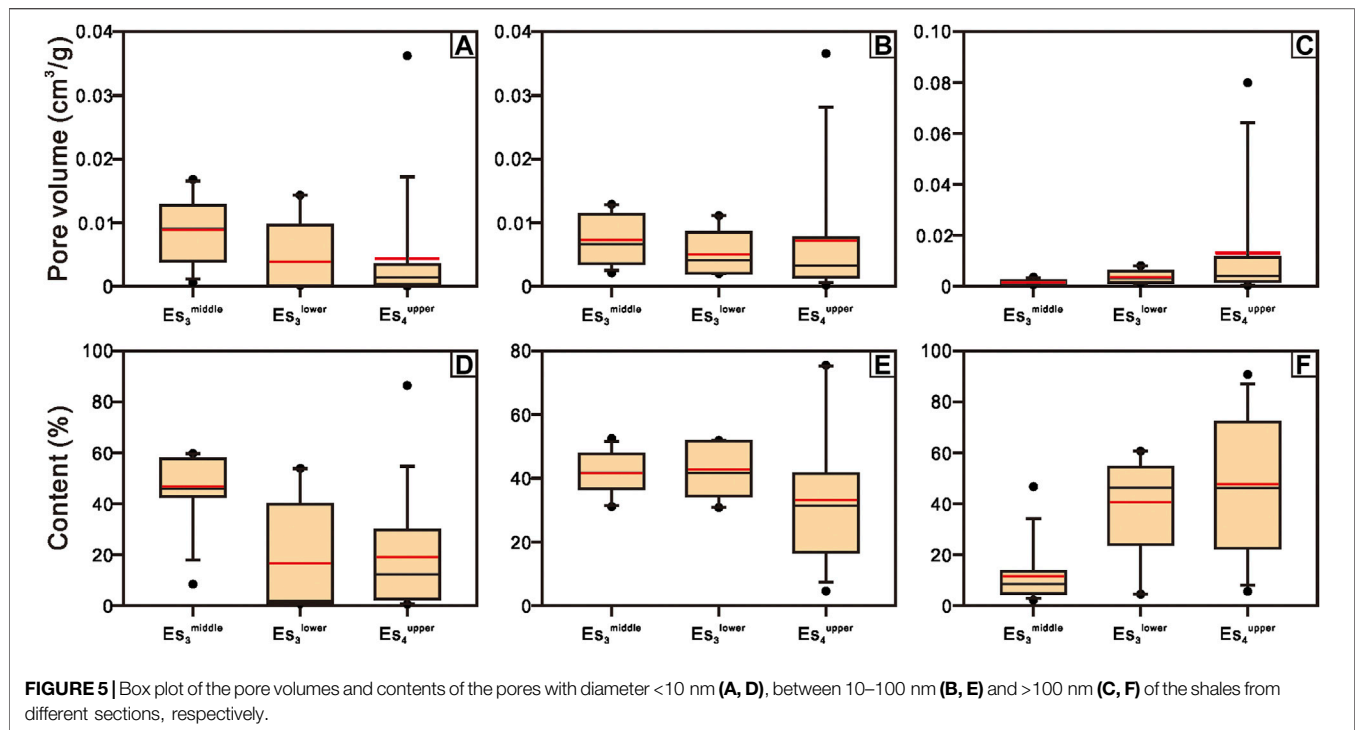 Pore volume (cm³/g)
0.04
0.03
0.02
0.01
0
A
Es₃ᵐⁱᵈᵈˡᵉ Es₃ˡᵒʷᵉʳ Es₄ᵘᵖᵖᵉʳ
0.04
0.03
0.02
0.01
0
B
Es₃ᵐⁱᵈᵈˡᵉ Es₃ˡᵒʷᵉʳ Es₄ᵘᵖᵖᵉʳ
0.10
0.08
0.06
0.04
0.02
0
C
Es₃ᵐⁱᵈᵈˡᵉ Es₃ˡᵒʷᵉʳ Es₄ᵘᵖᵖᵉʳ
Content (%)
100
80
60
40
20
0
D
Es₃ᵐⁱᵈᵈˡᵉ Es₃ˡᵒʷᵉʳ Es₄ᵘᵖᵖᵉʳ
80
60
40
20
0
E
Es₃ᵐⁱᵈᵈˡᵉ Es₃ˡᵒʷᵉʳ Es₄ᵘᵖᵖᵉʳ
100
80
60
40
20
0
F
Es₃ᵐⁱᵈᵈˡᵉ Es₃ˡᵒʷᵉʳ Es₄ᵘᵖᵖᵉʳ
FIGURE 5 | Box plot of the pore volumes and contents of the pores with diameter <10 nm (A, D), between 10–100 nm (B, E) and >100 nm (C, F) of the shales from
different sections, respectively.